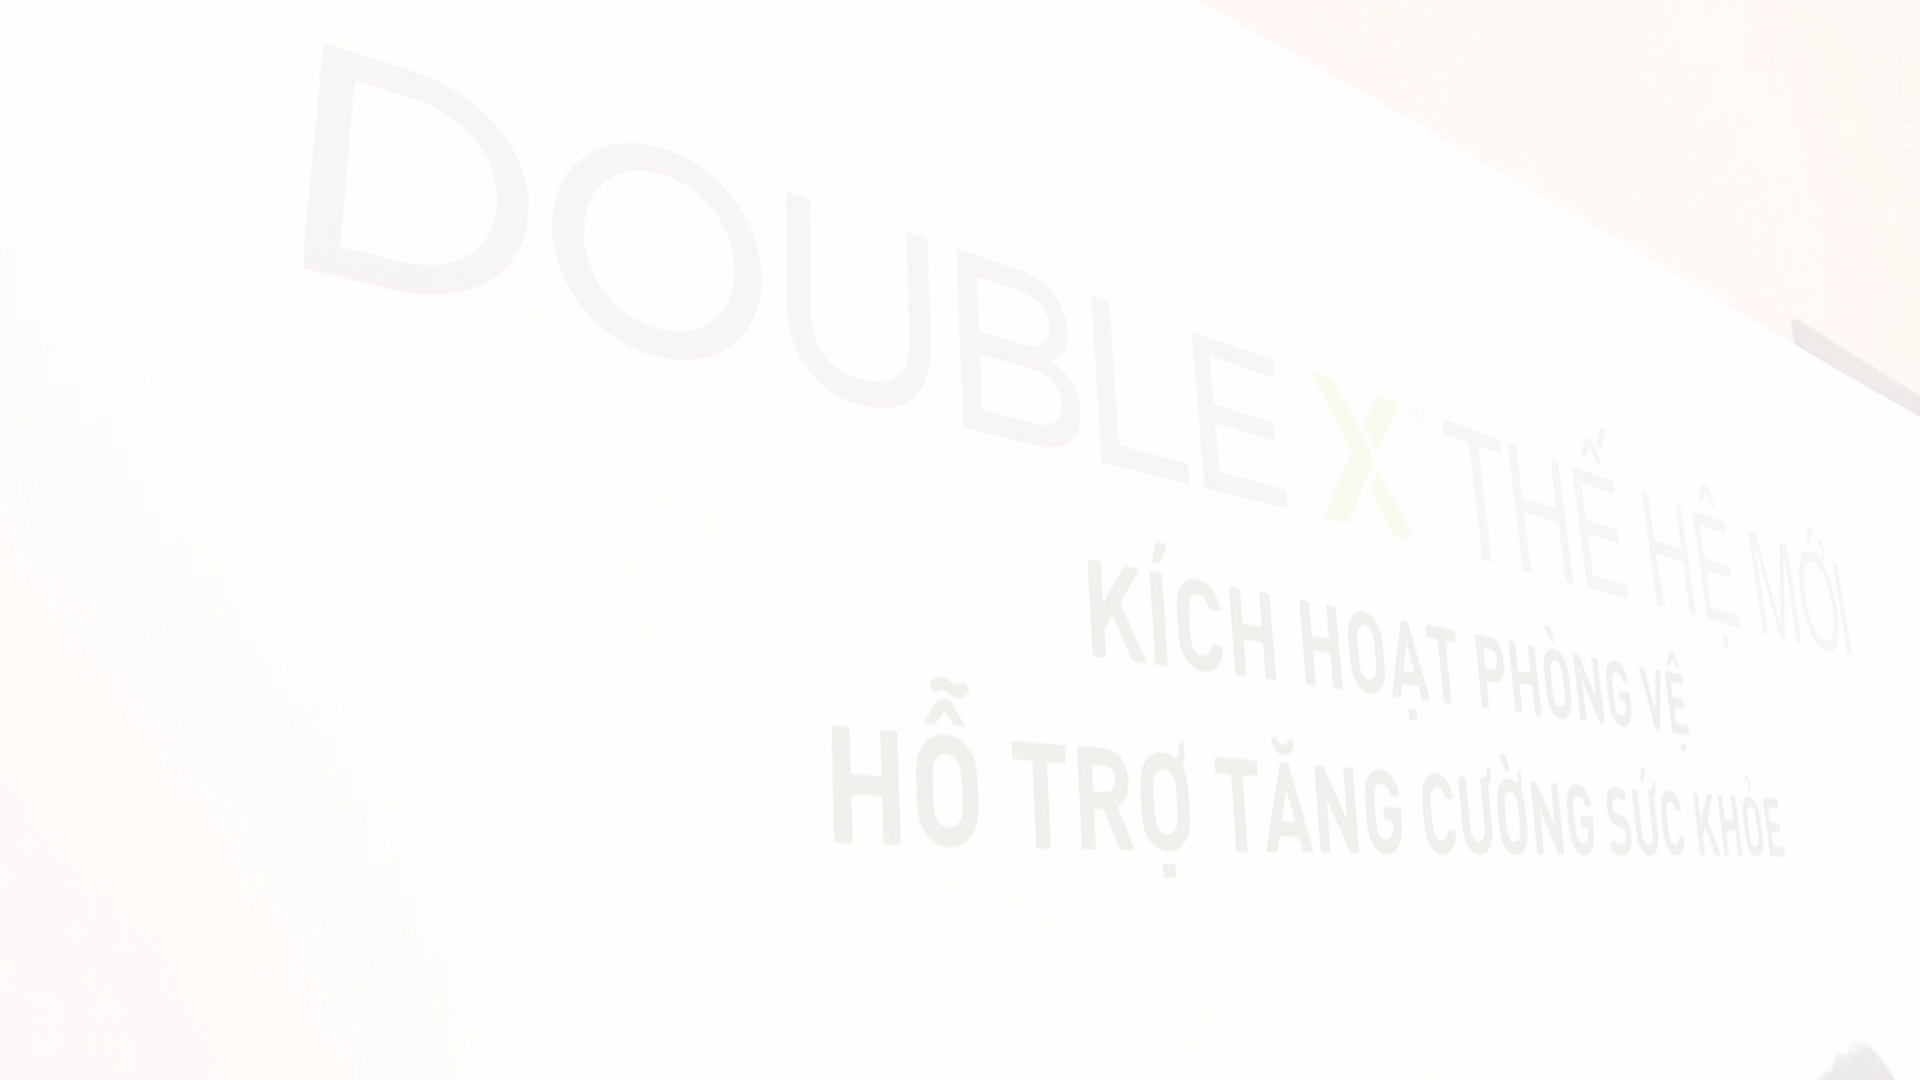 DOUBLE X™ THẾ HỆ MỚI
KÍCH HOẠT PHÒNG VỆ
HỖ TRỢ TĂNG CƯỜNG SỨC KHỎE